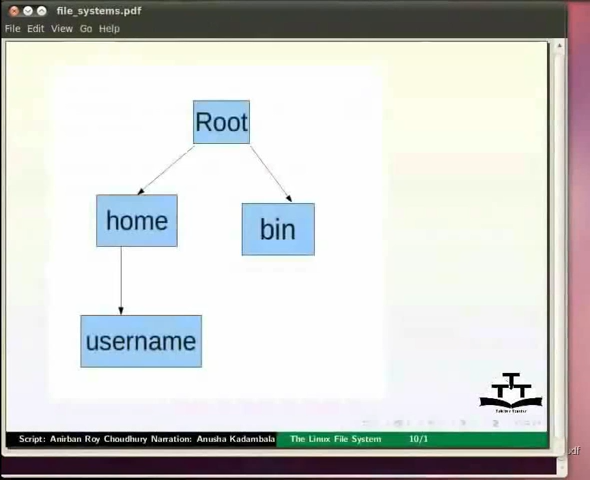 file_systems.pdf
File Edit View Go Help
Root
home
bin
username
Script: Anirban Roy Choudhury Narration: Anusha Kadambala The Linux File System 10/1